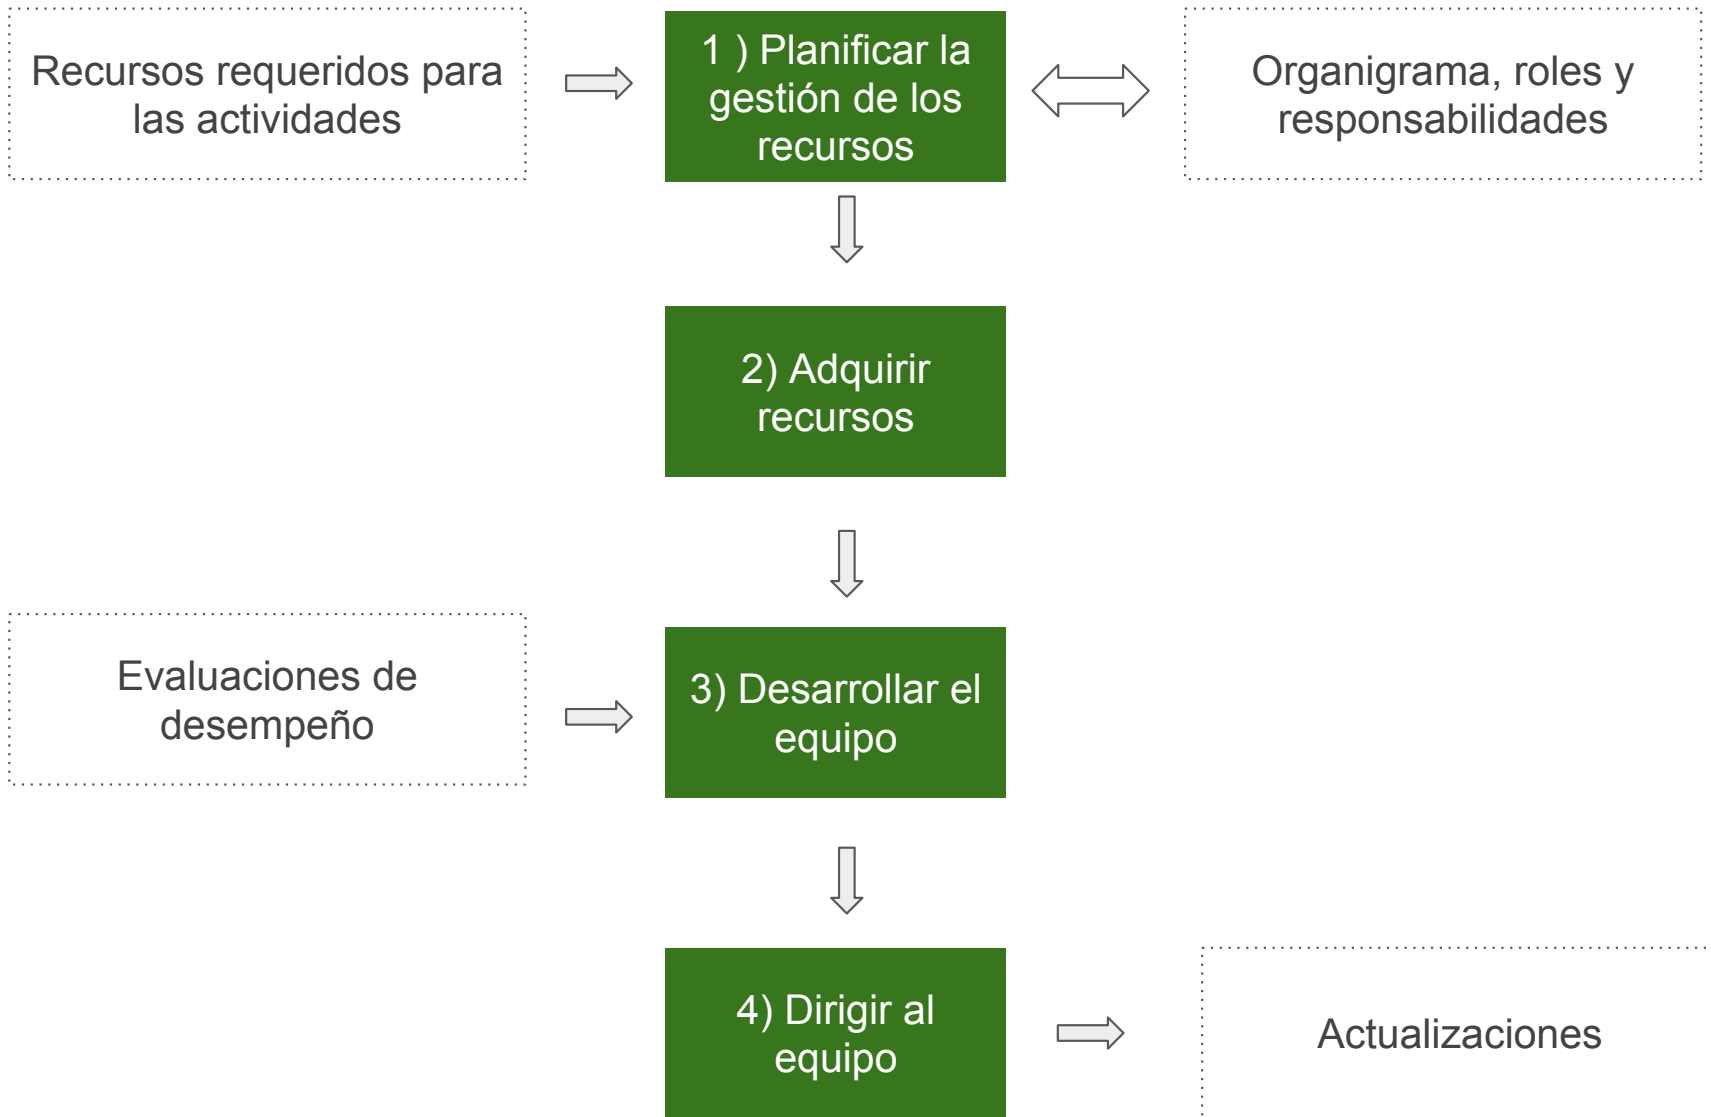 Recursos requeridos para
las actividades
1 ) Planificar la
gestión de los
recursos
Organigrama, roles y
responsabilidades
2) Adquirir
recursos
Evaluaciones de
desempeño
3) Desarrollar el
equipo
4) Dirigir al
equipo
Actualizaciones